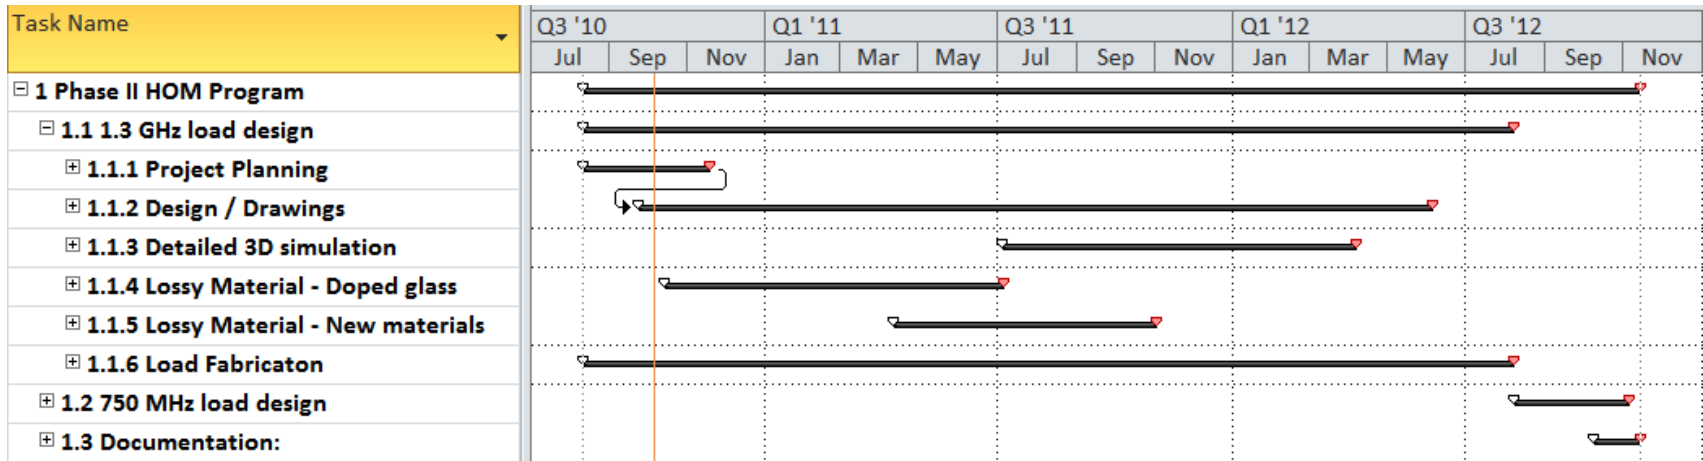 Task Name
Q3 '10 Q1 '11 Q3 '11 Q1 '12 Q3 '12
Jul Sep Nov Jan Mar May Jul Sep Nov Jan Mar May Jul Sep Nov
1 Phase II HOM Program
1.1 1.3 GHz load design
1.1.1 Project Planning
1.1.2 Design / Drawings
1.1.3 Detailed 3D simulation
1.1.4 Lossy Material - Doped glass
1.1.5 Lossy Material - New materials
1.1.6 Load Fabricaton
1.2 750 MHz load design
1.3 Documentation: